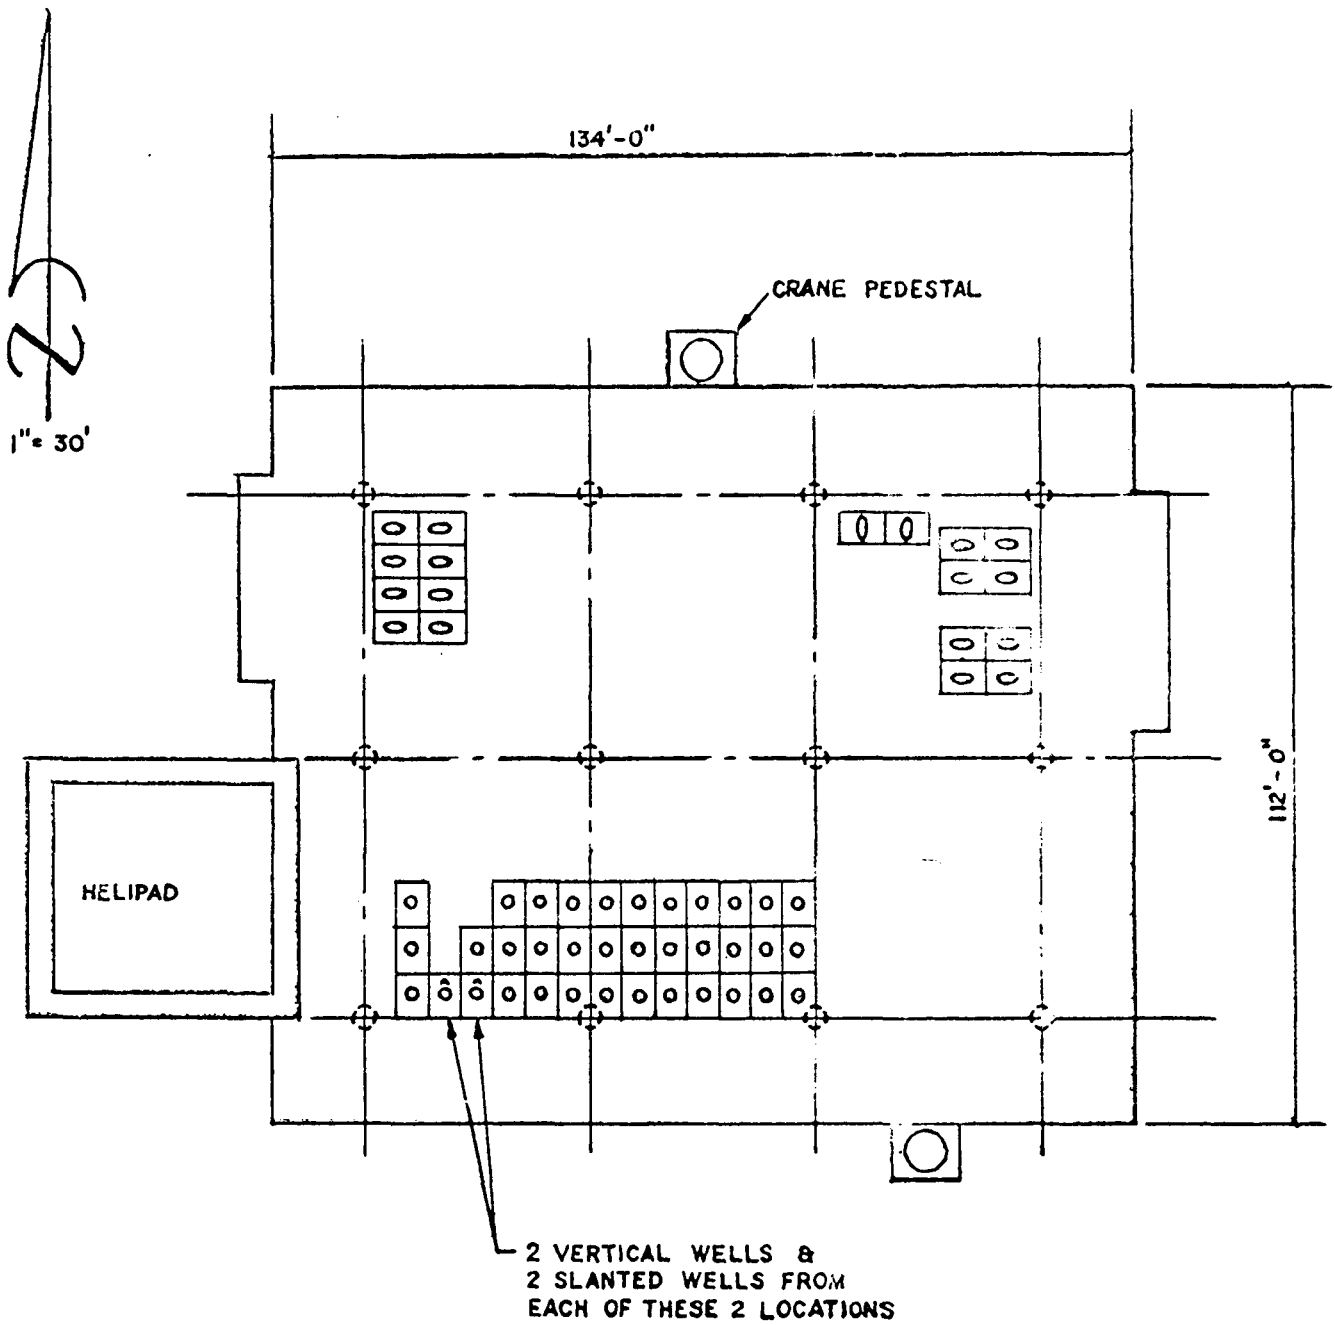 134'-0"
CRANE PEDESTAL
N
1"= 30'
112'-0"
HELIPAD
2 VERTICAL WELLS &
2 SLANTED WELLS FROM
EACH OF THESE 2 LOCATIONS